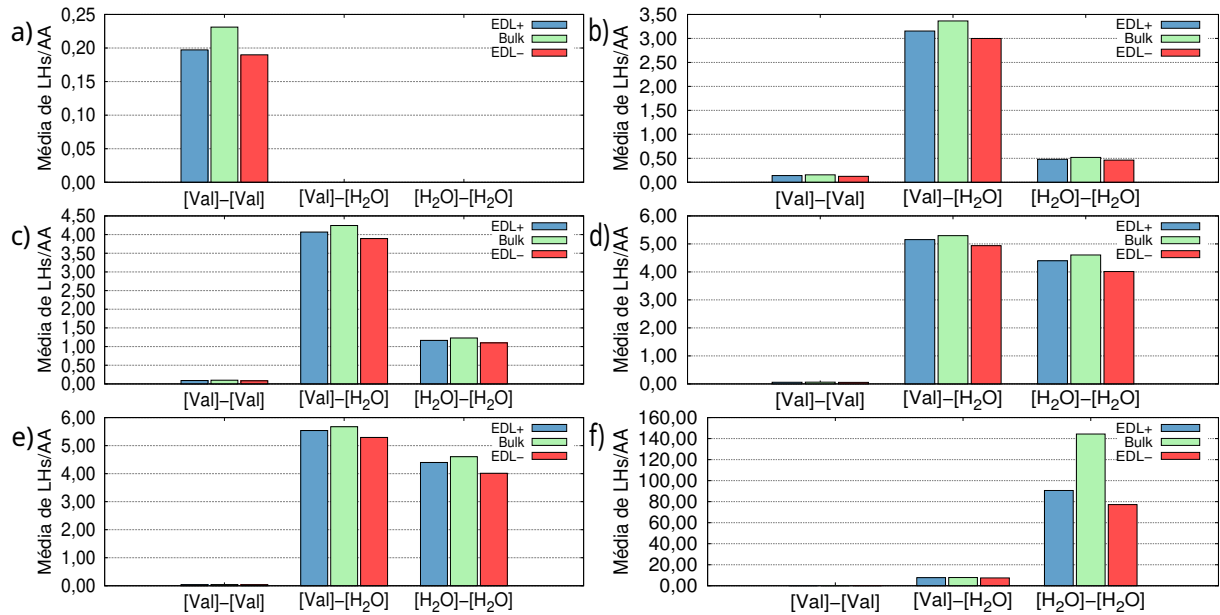 a)
Média de LHs/AA
0,25
0,20
0,15
0,10
0,05
0,00
EDL+
Bulk
EDL−
[Val]−[Val]
[Val]−[H₂O]
[H₂O]−[H₂O]
b)
Média de LHs/AA
3,50
3,00
2,50
2,00
1,50
1,00
0,50
0,00
EDL+
Bulk
EDL−
[Val]−[Val]
[Val]−[H₂O]
[H₂O]−[H₂O]
c)
Média de LHs/AA
4,50
4,00
3,50
3,00
2,50
2,00
1,50
1,00
0,50
0,00
EDL+
Bulk
EDL−
[Val]−[Val]
[Val]−[H₂O]
[H₂O]−[H₂O]
d)
Média de LHs/AA
6,00
5,00
4,00
3,00
2,00
1,00
0,00
EDL+
Bulk
EDL−
[Val]−[Val]
[Val]−[H₂O]
[H₂O]−[H₂O]
e)
Média de LHs/AA
6,00
5,00
4,00
3,00
2,00
1,00
0,00
EDL+
Bulk
EDL−
[Val]−[Val]
[Val]−[H₂O]
[H₂O]−[H₂O]
f)
Média de LHs/AA
160,00
140,00
120,00
100,00
80,00
60,00
40,00
20,00
0,00
EDL+
Bulk
EDL−
[Val]−[Val]
[Val]−[H₂O]
[H₂O]−[H₂O]